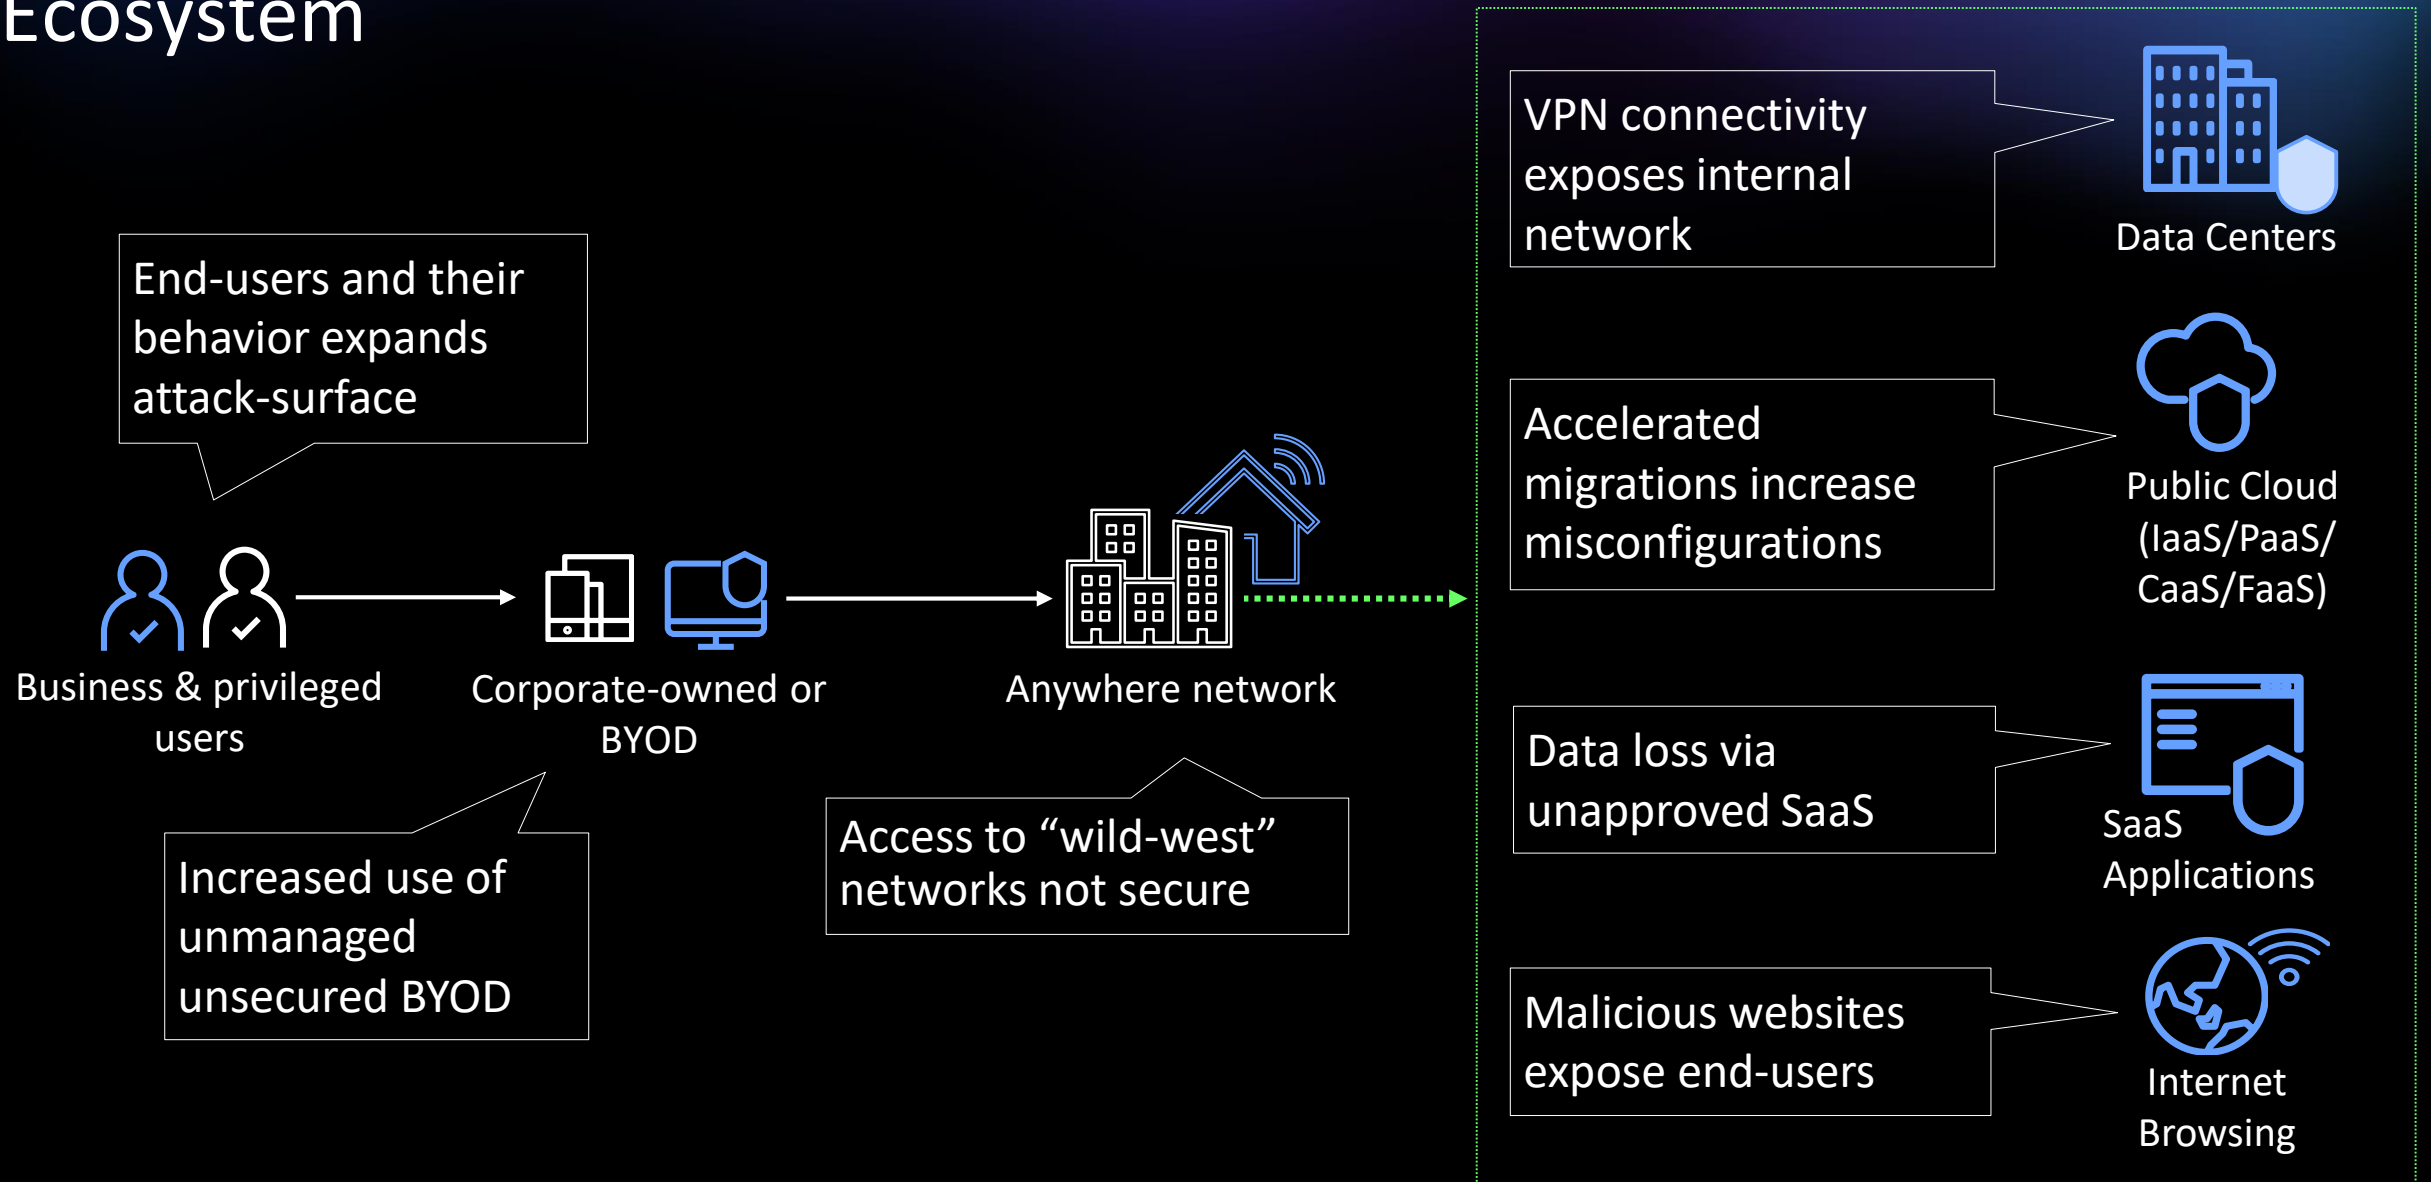 Ecosystem
End-users and their
behavior expands
attack-surface
Business & privileged
users
Corporate-owned or
BYOD
Anywhere network
Increased use of
unmanaged
unsecured BYOD
Access to “wild-west”
networks not secure
VPN connectivity
exposes internal
network
Data Centers
Accelerated
migrations increase
misconfigurations
Public Cloud
(IaaS/PaaS/
CaaS/FaaS)
Data loss via
unapproved SaaS
SaaS
Applications
Malicious websites
expose end-users
Internet
Browsing